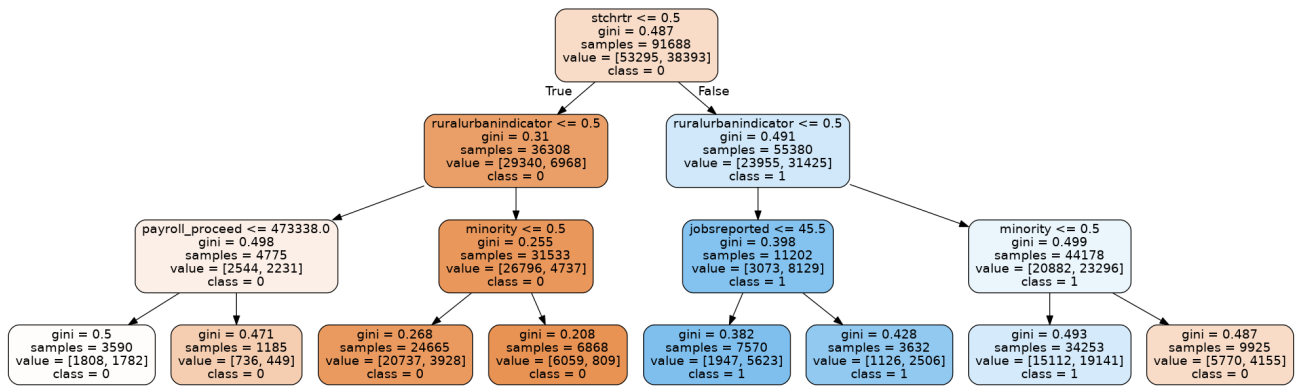 stchrtr <= 0.5
gini = 0.487
samples = 91688
value = [53295, 38393]
class = 0
True
False
ruralurbanindicator <= 0.5
gini = 0.31
samples = 36308
value = [29340, 6968]
class = 0
ruralurbanindicator <= 0.5
gini = 0.491
samples = 55380
value = [23955, 31425]
class = 1
payroll_proceed <= 473338.0
gini = 0.498
samples = 4775
value = [2544, 2231]
class = 0
minority <= 0.5
gini = 0.255
samples = 31533
value = [26796, 4737]
class = 0
jobsreported <= 45.5
gini = 0.398
samples = 11202
value = [3073, 8129]
class = 1
minority <= 0.5
gini = 0.499
samples = 44178
value = [20882, 23296]
class = 1
gini = 0.5
samples = 3590
value = [1808, 1782]
class = 0
gini = 0.471
samples = 1185
value = [736, 449]
class = 0
gini = 0.268
samples = 24665
value = [20737, 3928]
class = 0
gini = 0.208
samples = 6868
value = [6059, 809]
class = 0
gini = 0.382
samples = 7570
value = [1947, 5623]
class = 1
gini = 0.428
samples = 3632
value = [1126, 2506]
class = 1
gini = 0.493
samples = 34253
value = [15112, 19141]
class = 1
gini = 0.487
samples = 9925
value = [5770, 4155]
class = 0